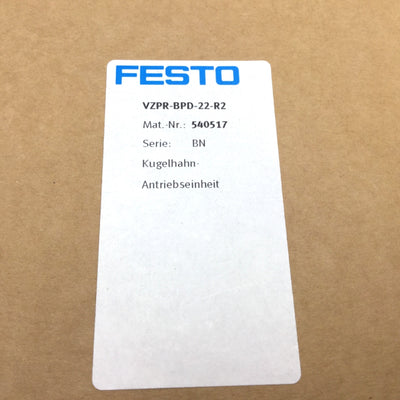 FESTO
VZPR-BPD-22-R2
Mat.-Nr.: 540517
Serie: BN
Kugelhahn-
Antriebseinheit